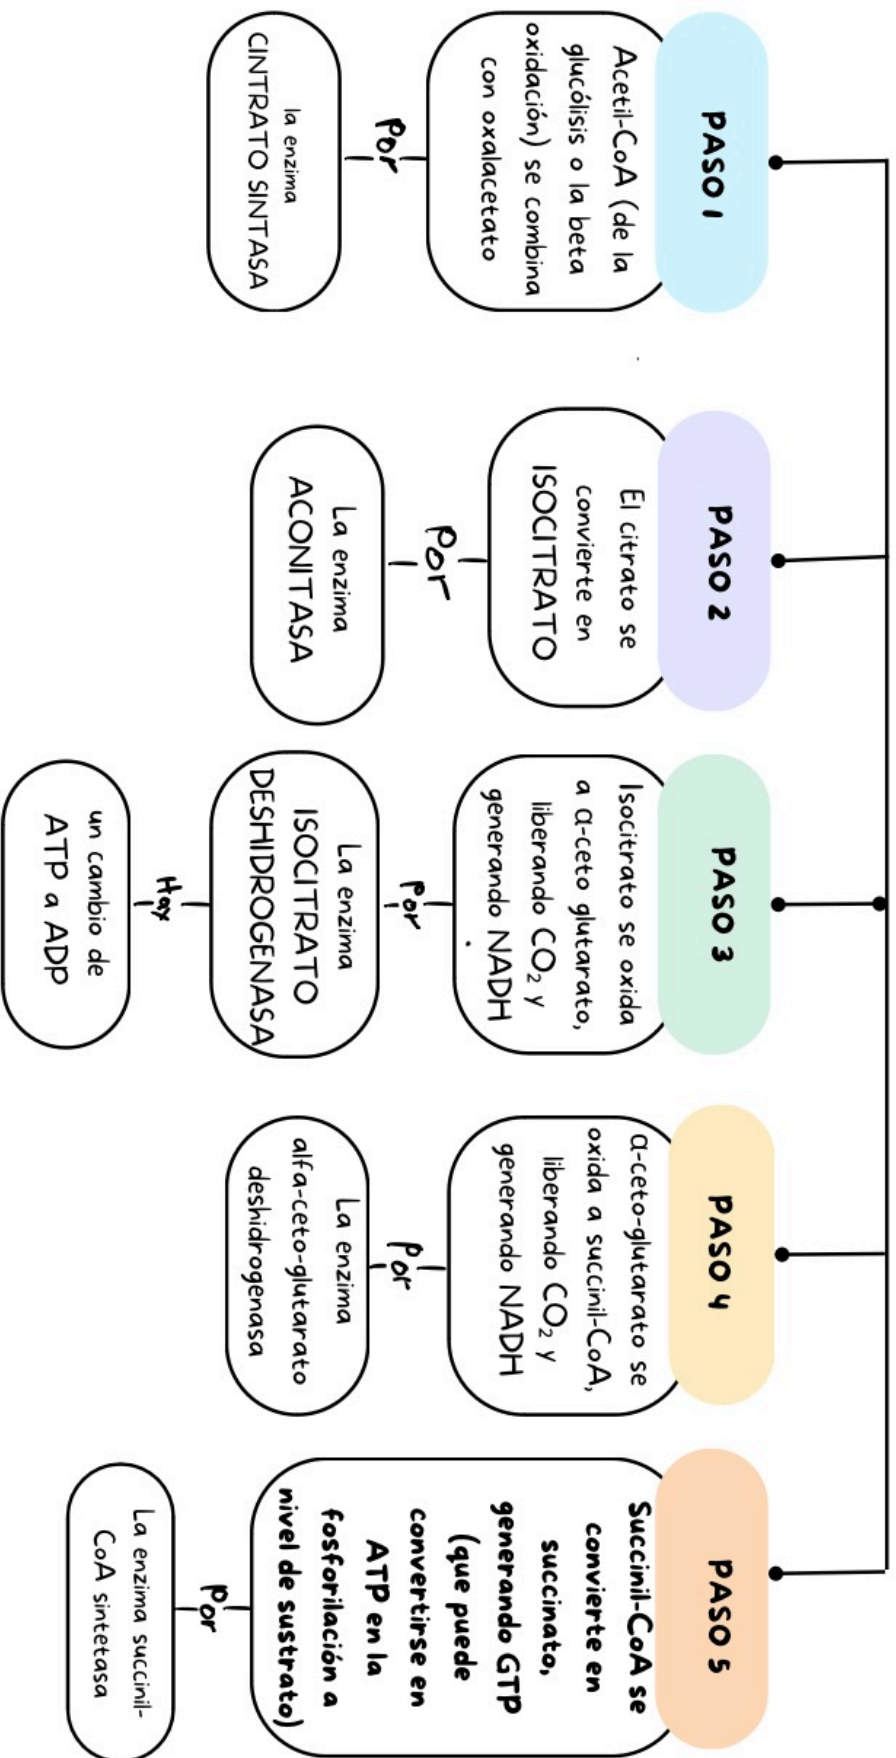 PASO 1
Acetil-CoA (de la
glucólisis o la beta
oxidación) se combina
con oxalacetato
Por
la enzima
CINTRATO SINTASA
PASO 2
El citrato se
convierte en
ISOCITRATO
Por
La enzima
ACONITASA
PASO 3
Isocitrato se oxida
a α-ceto glutarato,
liberando CO₂ y
generando NADH
Por
La enzima
ISOCITRATO
DESHIDROGENASA
Hay
un cambio de
ATP a ADP
PASO 4
α-ceto-glutarato se
oxida a succinil-CoA,
liberando CO₂ y
generando NADH
Por
La enzima
alfa-ceto-glutarato
deshidrogenasa
PASO 5
Succinil-CoA se
convierte en
succinato,
generando GTP
(que puede
convertirse en
ATP en la
fosforilación a
nivel de sustrato)
Por
La enzima succinil-
CoA sintetasa